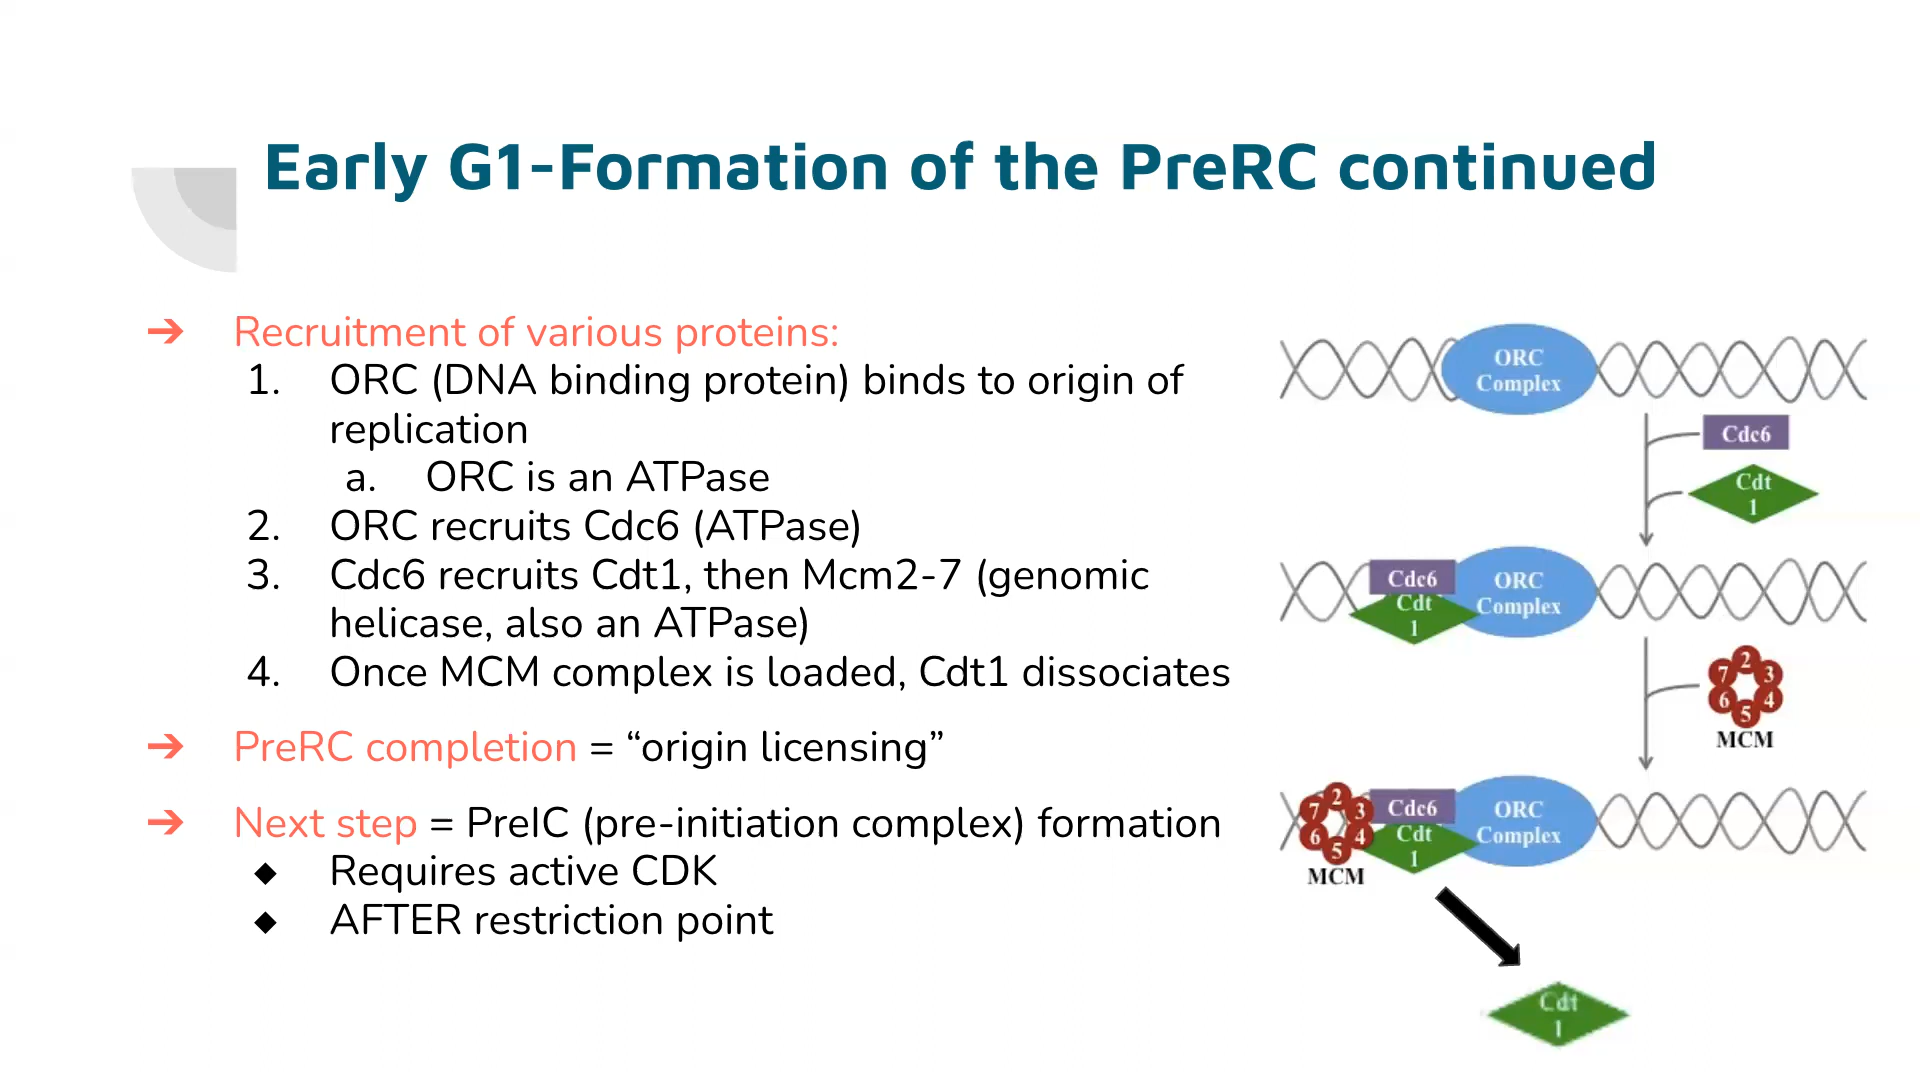 Early G1-Formation of the PreRC continued
➔ Recruitment of various proteins:
1. ORC (DNA binding protein) binds to origin of
replication
a. ORC is an ATPase
2. ORC recruits Cdc6 (ATPase)
3. Cdc6 recruits Cdt1, then Mcm2-7 (genomic
helicase, also an ATPase)
4. Once MCM complex is loaded, Cdt1 dissociates
➔ PreRC completion = “origin licensing”
➔ Next step = PreIC (pre-initiation complex) formation
◆ Requires active CDK
◆ AFTER restriction point
ORC
Complex
Cdc6
Cdt
1
Cdc6
Cdt
1
ORC
Complex
2
7 3
6 4
5
MCM
2
7 3
6 4
5
MCM
Cdc6
Cdt
1
ORC
Complex
Cdt
1